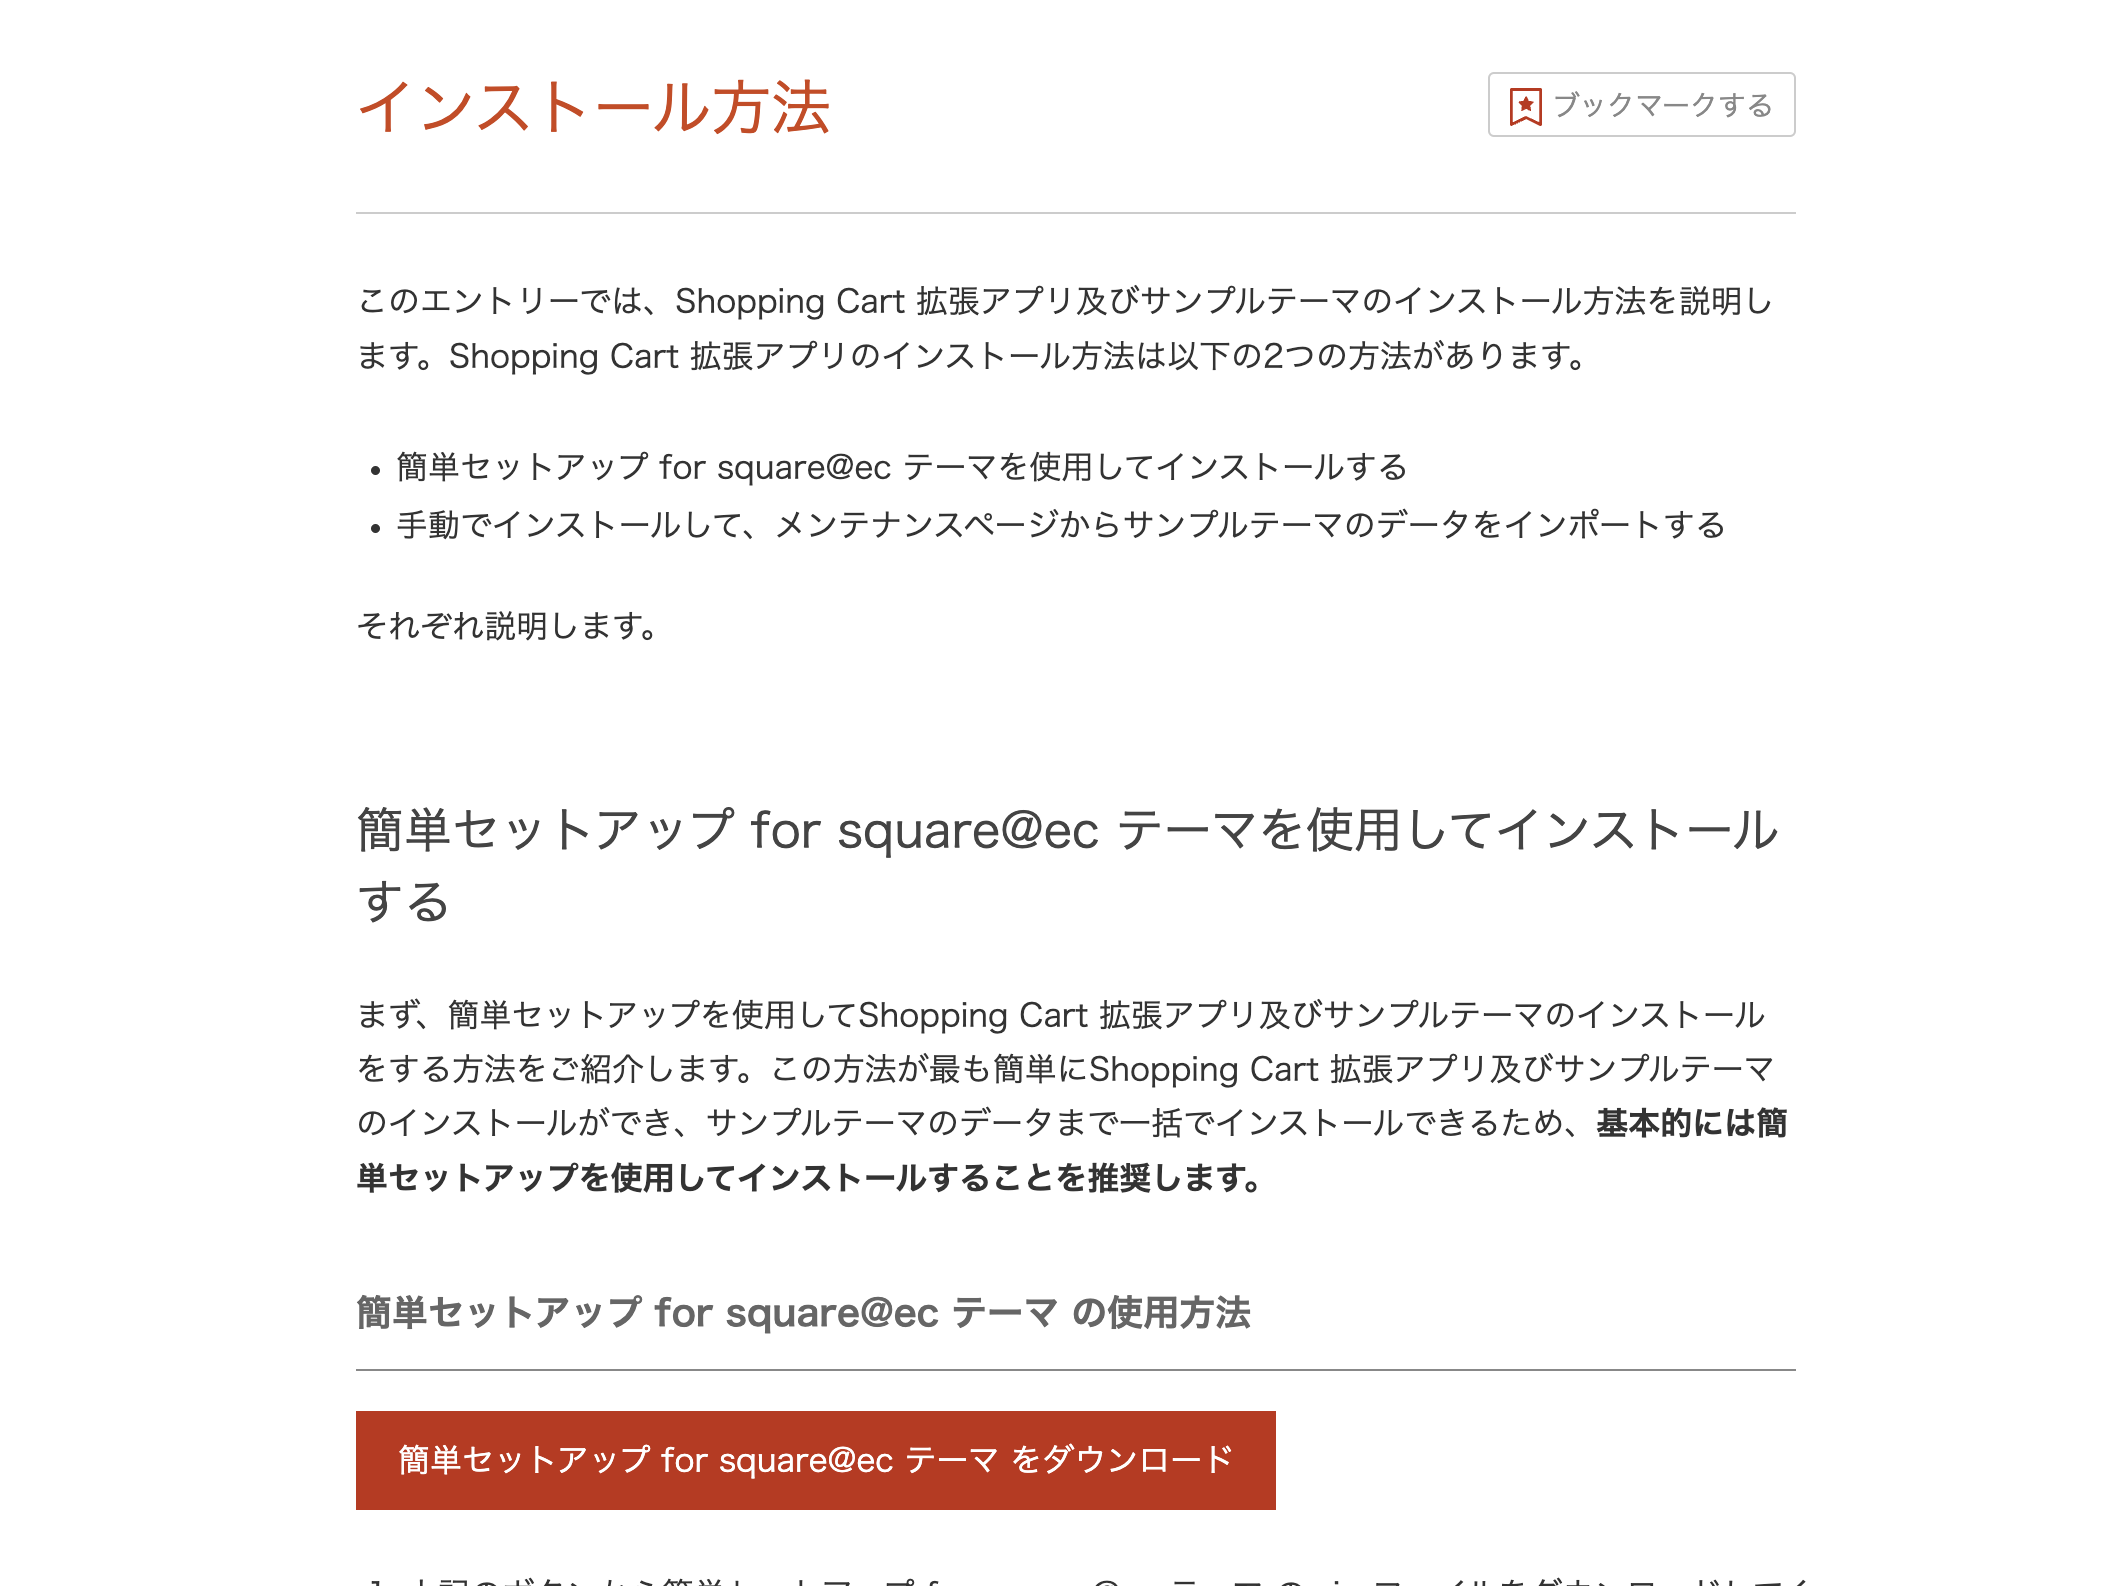 インストール方法
ブックマークする
このエントリーでは、Shopping Cart 拡張アプリ及びサンプルテーマのインストール方法を説明し
ます。Shopping Cart 拡張アプリのインストール方法は以下の2つの方法があります。
• 簡単セットアップ for square@ec テーマを使用してインストールする
• 手動でインストールして、メンテナンスページからサンプルテーマのデータをインポートする
それぞれ説明します。
簡単セットアップ for square@ec テーマを使用してインストール
する
まず、簡単セットアップを使用してShopping Cart 拡張アプリ及びサンプルテーマのインストール
をする方法をご紹介します。この方法が最も簡単にShopping Cart 拡張アプリ及びサンプルテーマ
のインストールができ、サンプルテーマのデータまで一括でインストールできるため、基本的には簡
単セットアップを使用してインストールすることを推奨します。
簡単セットアップ for square@ec テーマ の使用方法
簡単セットアップ for square@ec テーマ をダウンロード